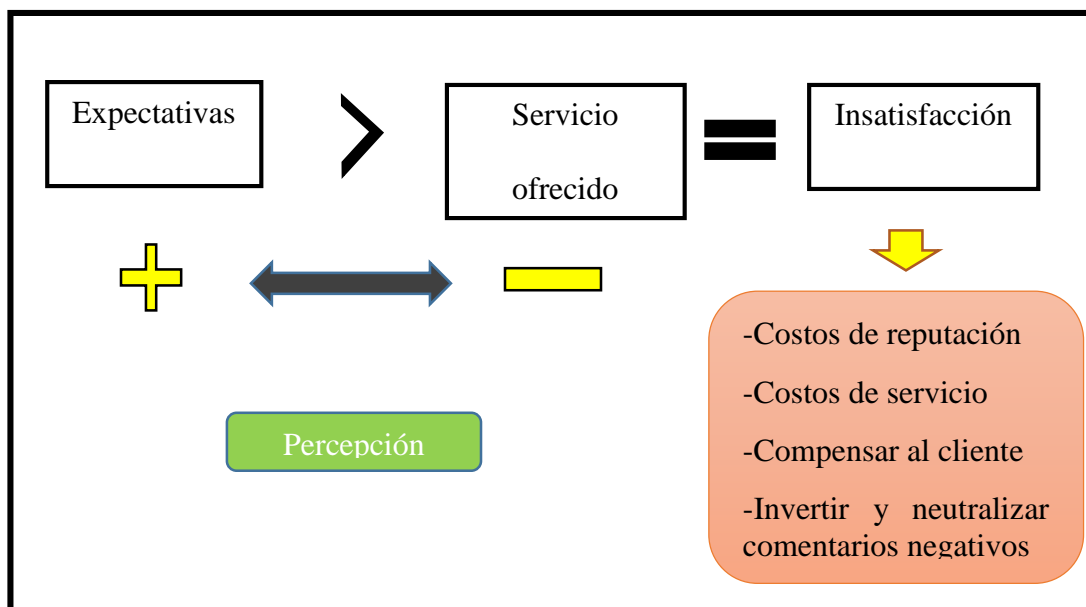 Expectativas
Servicio
ofrecido
Insatisfacción
Percepción
-Costos de reputación
-Costos de servicio
-Compensar al cliente
-Invertir y neutralizar
comentarios negativos